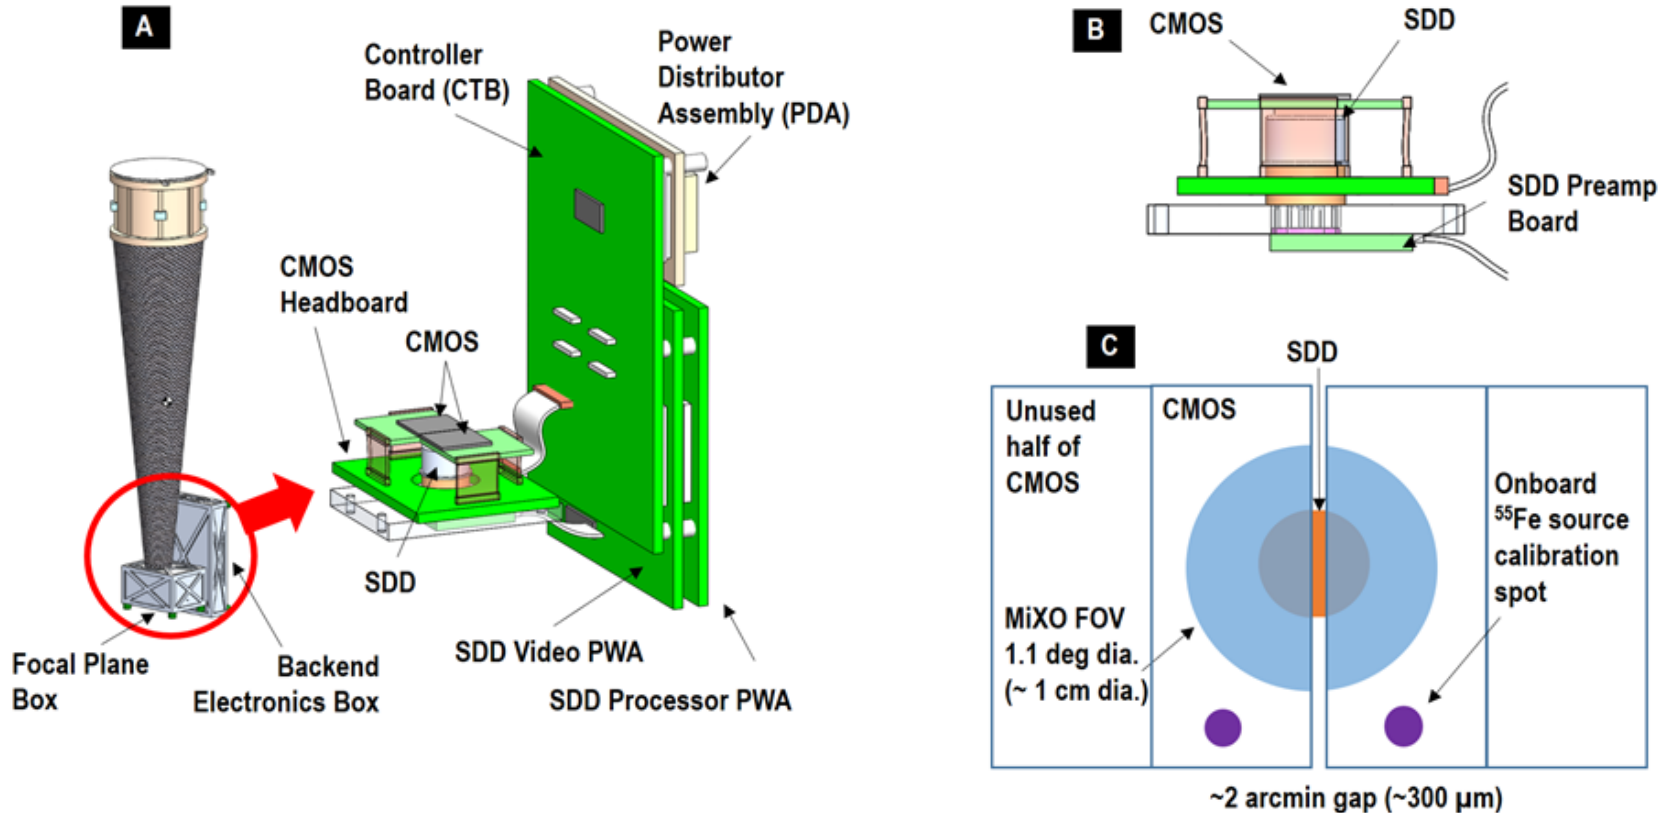 A
Controller
Board (CTB)
Power
Distributor
Assembly (PDA)
CMOS
Headboard
CMOS
SDD
SDD Video PWA
SDD Processor PWA
Focal Plane
Box
Backend
Electronics Box
B
CMOS
SDD
SDD Preamp
Board
C
SDD
Unused
half of
CMOS
CMOS
Onboard
⁵⁵Fe source
calibration
spot
MiXO FOV
1.1 deg dia.
(~ 1 cm dia.)
~2 arcmin gap (~300 µm)